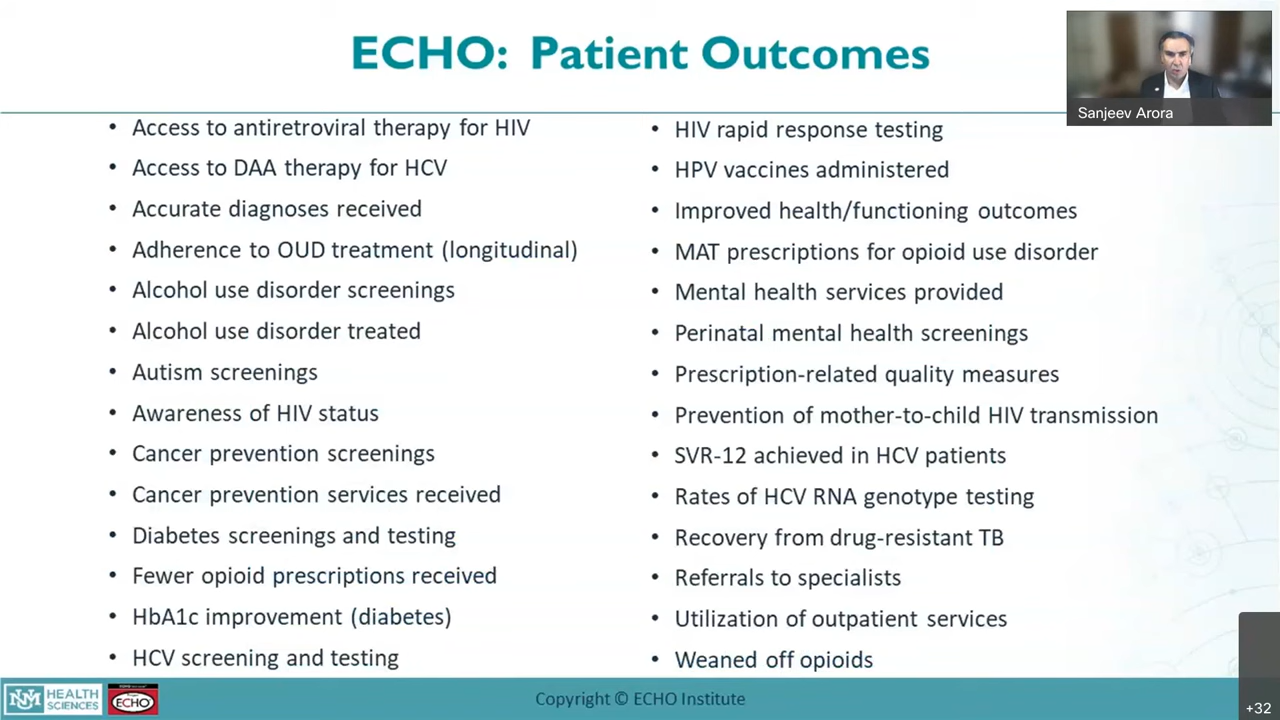 ECHO: Patient Outcomes
Sanjeev Arora
• Access to antiretroviral therapy for HIV
• Access to DAA therapy for HCV
• Accurate diagnoses received
• Adherence to OUD treatment (longitudinal)
• Alcohol use disorder screenings
• Alcohol use disorder treated
• Autism screenings
• Awareness of HIV status
• Cancer prevention screenings
• Cancer prevention services received
• Diabetes screenings and testing
• Fewer opioid prescriptions received
• HbA1c improvement (diabetes)
• HCV screening and testing
• HIV rapid response testing
• HPV vaccines administered
• Improved health/functioning outcomes
• MAT prescriptions for opioid use disorder
• Mental health services provided
• Perinatal mental health screenings
• Prescription-related quality measures
• Prevention of mother-to-child HIV transmission
• SVR-12 achieved in HCV patients
• Rates of HCV RNA genotype testing
• Recovery from drug-resistant TB
• Referrals to specialists
• Utilization of outpatient services
• Weaned off opioids
NM HEALTH
SCIENCES
ECHO
Copyright © ECHO Institute
+32